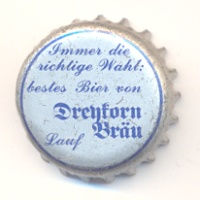 Immer die
richtige Wahl:
bestes Bier von
Dreykorn
Bräu
Lauf